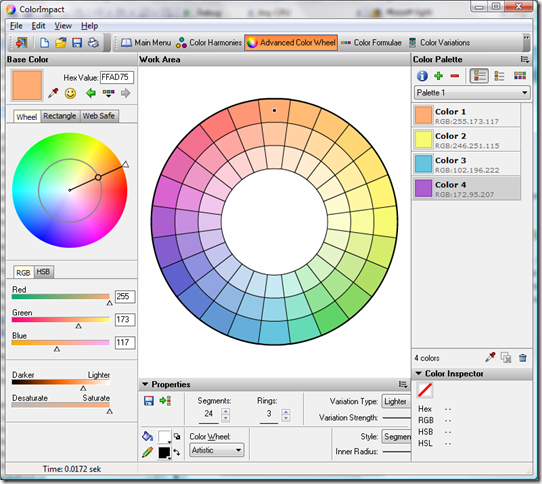 ColorImpact
File Edit View Help
Main Menu Color Harmonies Advanced Color Wheel Color Formulae Color Variations
Base Color
Hex Value: FFAD75
Wheel Rectangle Web Safe
RGB HSB
Red
255
Green
173
Blue
117
Darker Lighter
Desaturate Saturate
Time: 0.0172 sek
Work Area
Properties
Segments: Rings: Variation Type: Lighter
24 3 Variation Strength:
Color Wheel: Style: Segmen
Artistic Inner Radius:
Color Palette
Palette 1
Color 1
RGB:255.173.117
Color 2
RGB:246.251.115
Color 3
RGB:102.196.222
Color 4
RGB:172.95.207
4 colors
Color Inspector
Hex --
RGB --
HSB --
HSL --